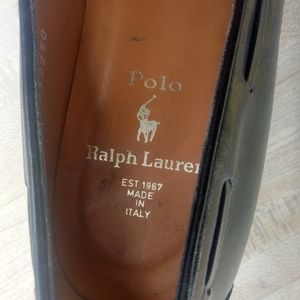 Polo
Ralph Lauren
EST 1967
MADE
IN
ITALY